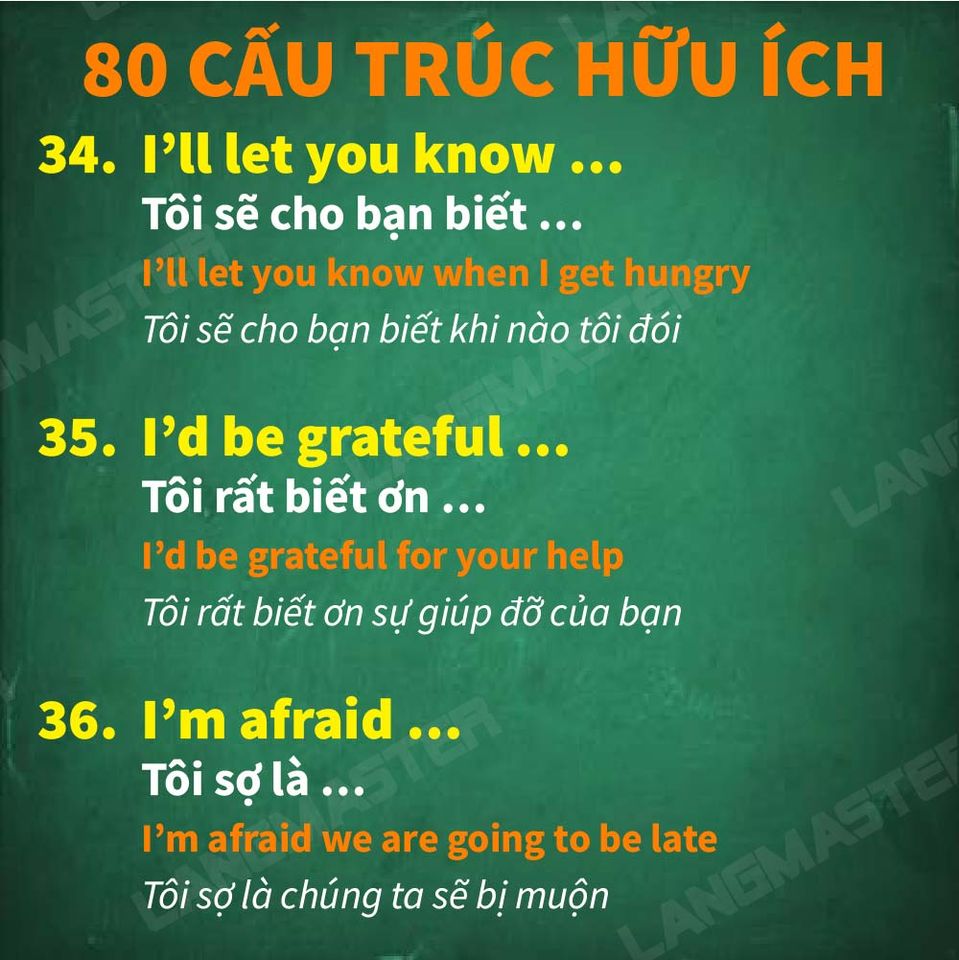 80 CẤU TRÚC HỮU ÍCH
34. I’ll let you know ...
Tôi sẽ cho bạn biết ...
I’ll let you know when I get hungry
Tôi sẽ cho bạn biết khi nào tôi đói
35. I’d be grateful ...
Tôi rất biết ơn ...
I’d be grateful for your help
Tôi rất biết ơn sự giúp đỡ của bạn
36. I’m afraid ...
Tôi sợ là ...
I’m afraid we are going to be late
Tôi sợ là chúng ta sẽ bị muộn
LANGMASTER
LANGMASTER
LANGMASTER